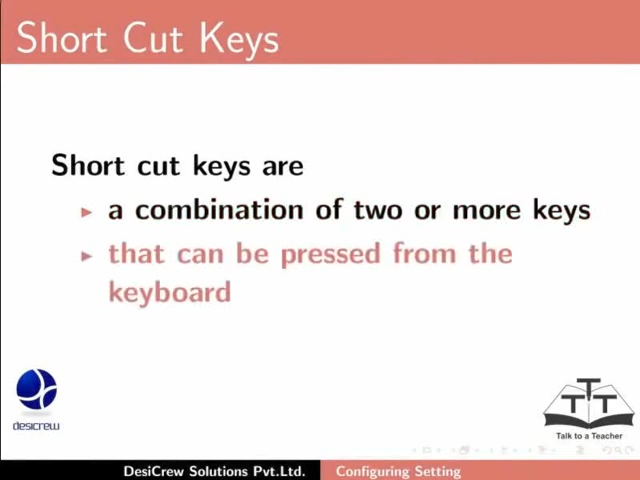 Short Cut Keys
Short cut keys are
a combination of two or more keys
that can be pressed from the
keyboard
desicrew
T T T
Talk to a Teacher
DesiCrew Solutions Pvt.Ltd.
Configuring Setting